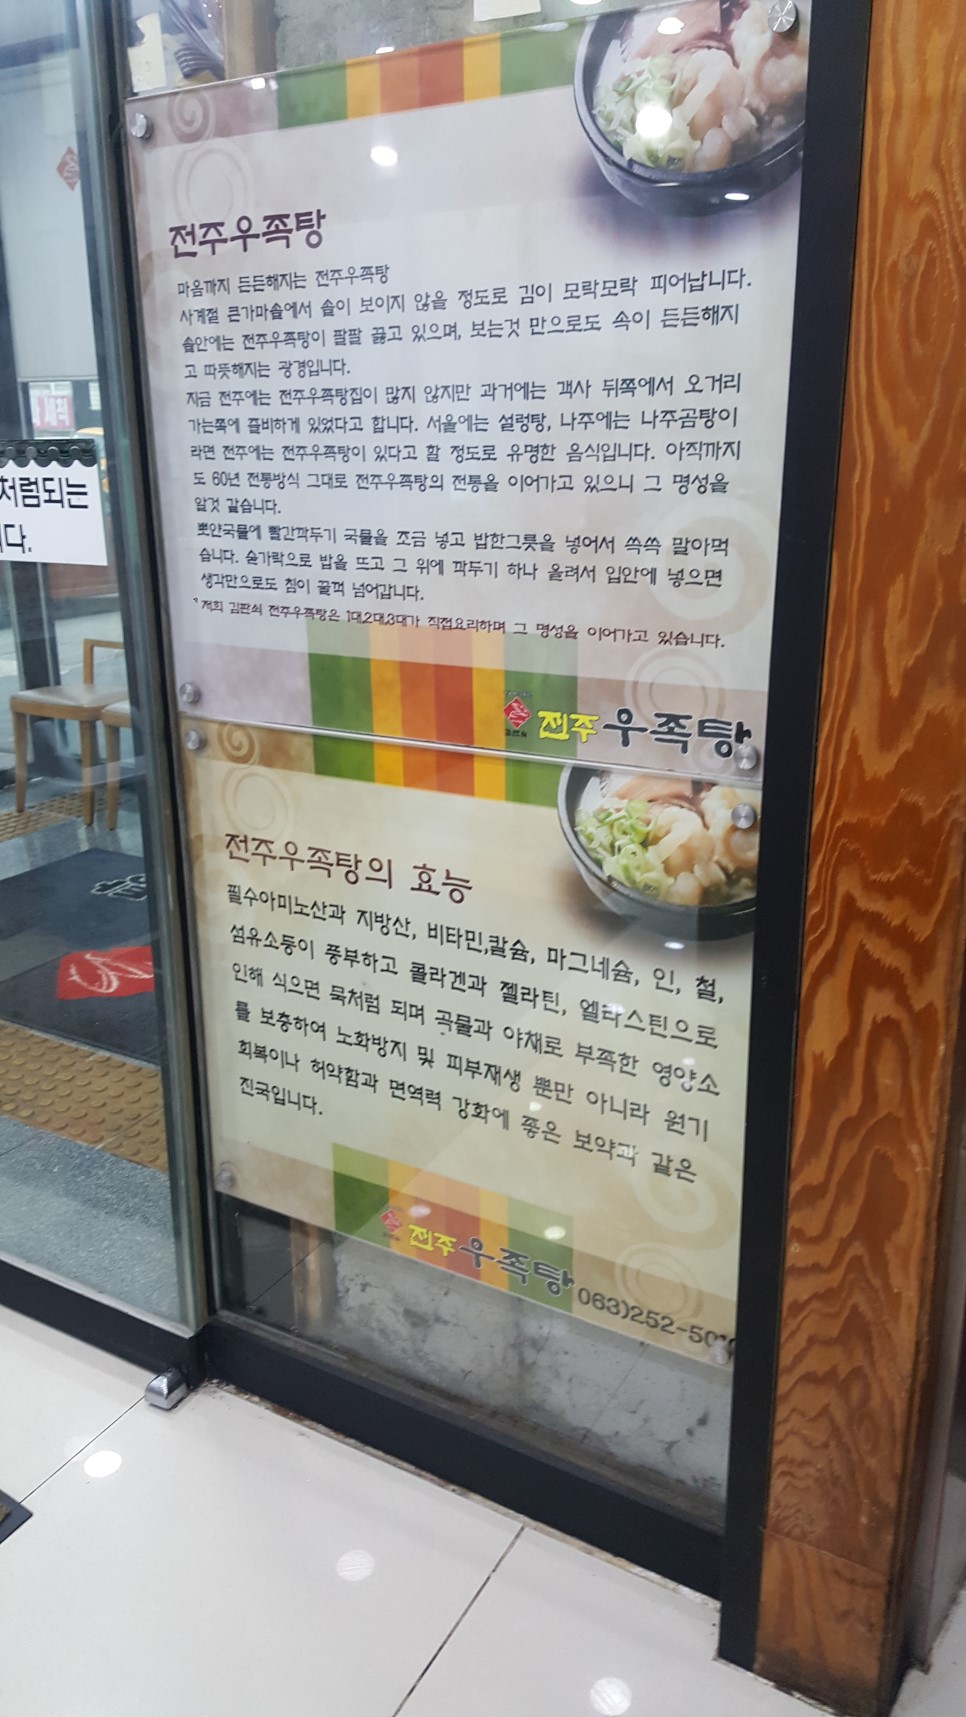 전주우족탕
마음까지 든든해지는 전주우족탕
사계절 큰가마솥에서 솥이 보이지 않을 정도로 김이 모락모락 피어납니다.
솥안에는 전주우족탕이 팔팔 끓고 있으며, 보는것 만으로도 속이 든든해지
고 따뜻해지는 광경입니다.
지금 전주에는 전주우족탕집이 많지 않지만 과거에는 객사 뒤쪽에서 오거리
가는쪽에 즐비하게 있었다고 합니다. 서울에는 설렁탕, 나주에는 나주곰탕이
라면 전주에는 전주우족탕이 있다고 할 정도로 유명한 음식입니다. 아직까지
도 60년 전통방식 그대로 전주우족탕의 전통을 이어가고 있으니 그 명성을
알것 같습니다.
뽀얀국물에 빨간깍두기 국물을 조금 넣고 밥한그릇을 넣어서 쓱쓱 말아먹
습니다. 숟가락으로 밥을 뜨고 그 위에 깍두기 하나 올려서 입안에 넣으면
생각만으로도 침이 꿀꺽 넘어갑니다.
*저희 김판쇠 전주우족탕은 1대2대3대가 직접요리하며 그 명성을 이어가고 있습니다.
전주 우족탕
전주우족탕의 효능
필수아미노산과 지방산, 비타민,칼슘, 마그네슘, 인, 철,
섬유소등이 풍부하고 콜라겐과 젤라틴, 엘라스틴으로
인해 식으면 묵처럼 되며 곡물과 야채로 부족한 영양소
를 보충하여 노화방지 및 피부재생 뿐만 아니라 원기
회복이나 허약함과 면역력 강화에 좋은 보약과 같은
진국입니다.
전주 우족탕
063)252-50
처럼되는
다.